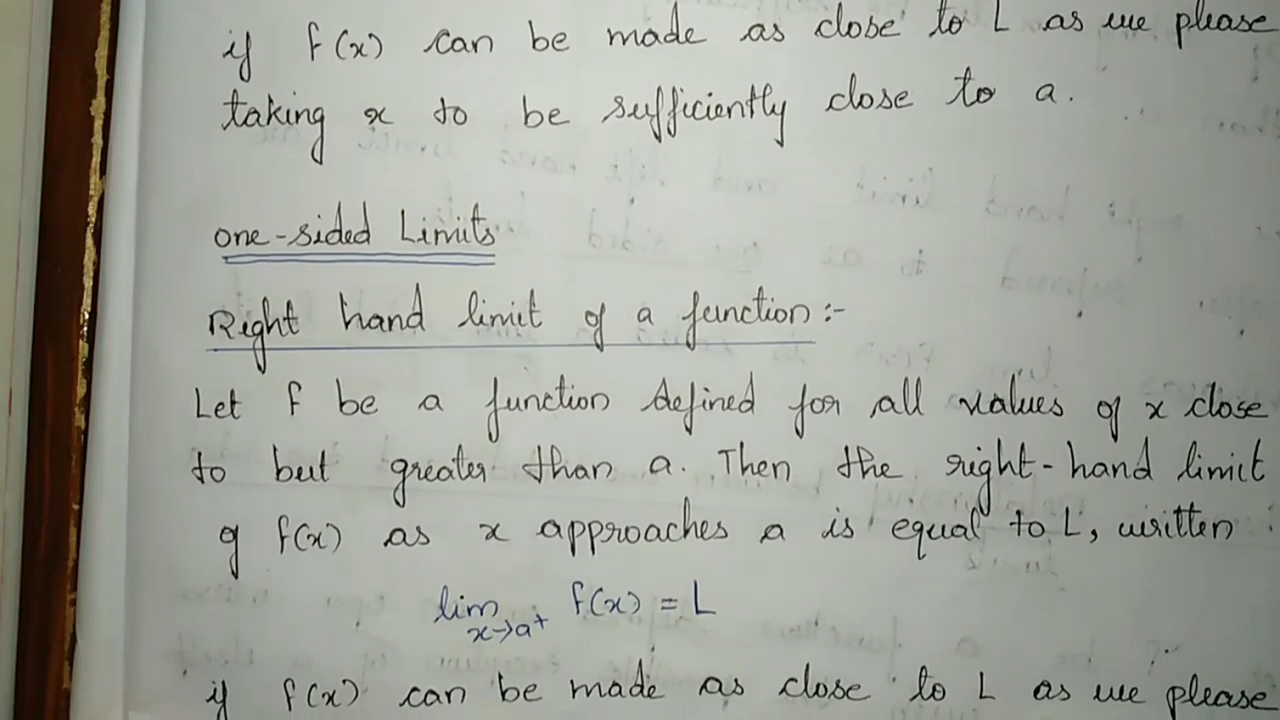 if f(x) can be made as close to L as we please
taking x to be sufficiently close to a.
one-sided Limits
Right hand limit of a function :-
Let f be a function defined for all values of x close
to but greater than a. Then the right-hand limit
of f(x) as x approaches a is equal to L, written
lim x→a⁺ f(x) = L
if f(x) can be made as close to L as we please